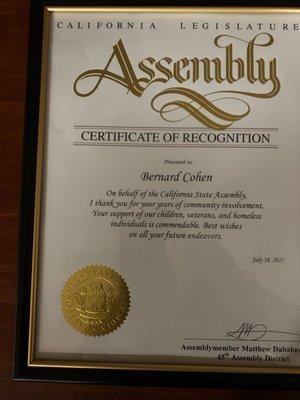 CALIFORNIA LEGISLATURE
Assembly
CERTIFICATE OF RECOGNITION
Presented to:
Bernard Cohen
On behalf of the California State Assembly,
I thank you for your years of community involvement.
Your support of our children, veterans, and homeless
individuals is commendable. Best wishes
on all your future endeavors.
July 28, 2017
Assemblymember Matthew Dababne
45th Assembly District